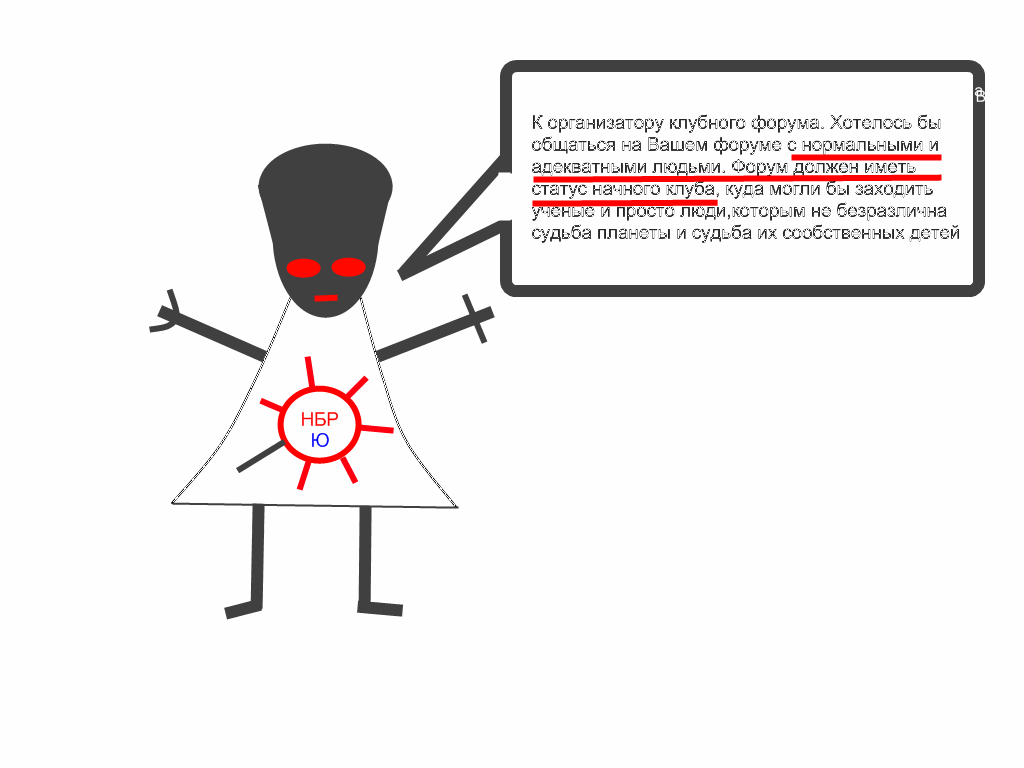 К организатору клубного форума. Хотелось бы
общаться на Вашем форуме с нормальными и
адекватными людьми. Форум должен иметь
статус начного клуба, куда могли бы заходить
ученые и просто люди,которым не безразлична
судьба планеты и судьба их сообственных детей
НБР
Ю